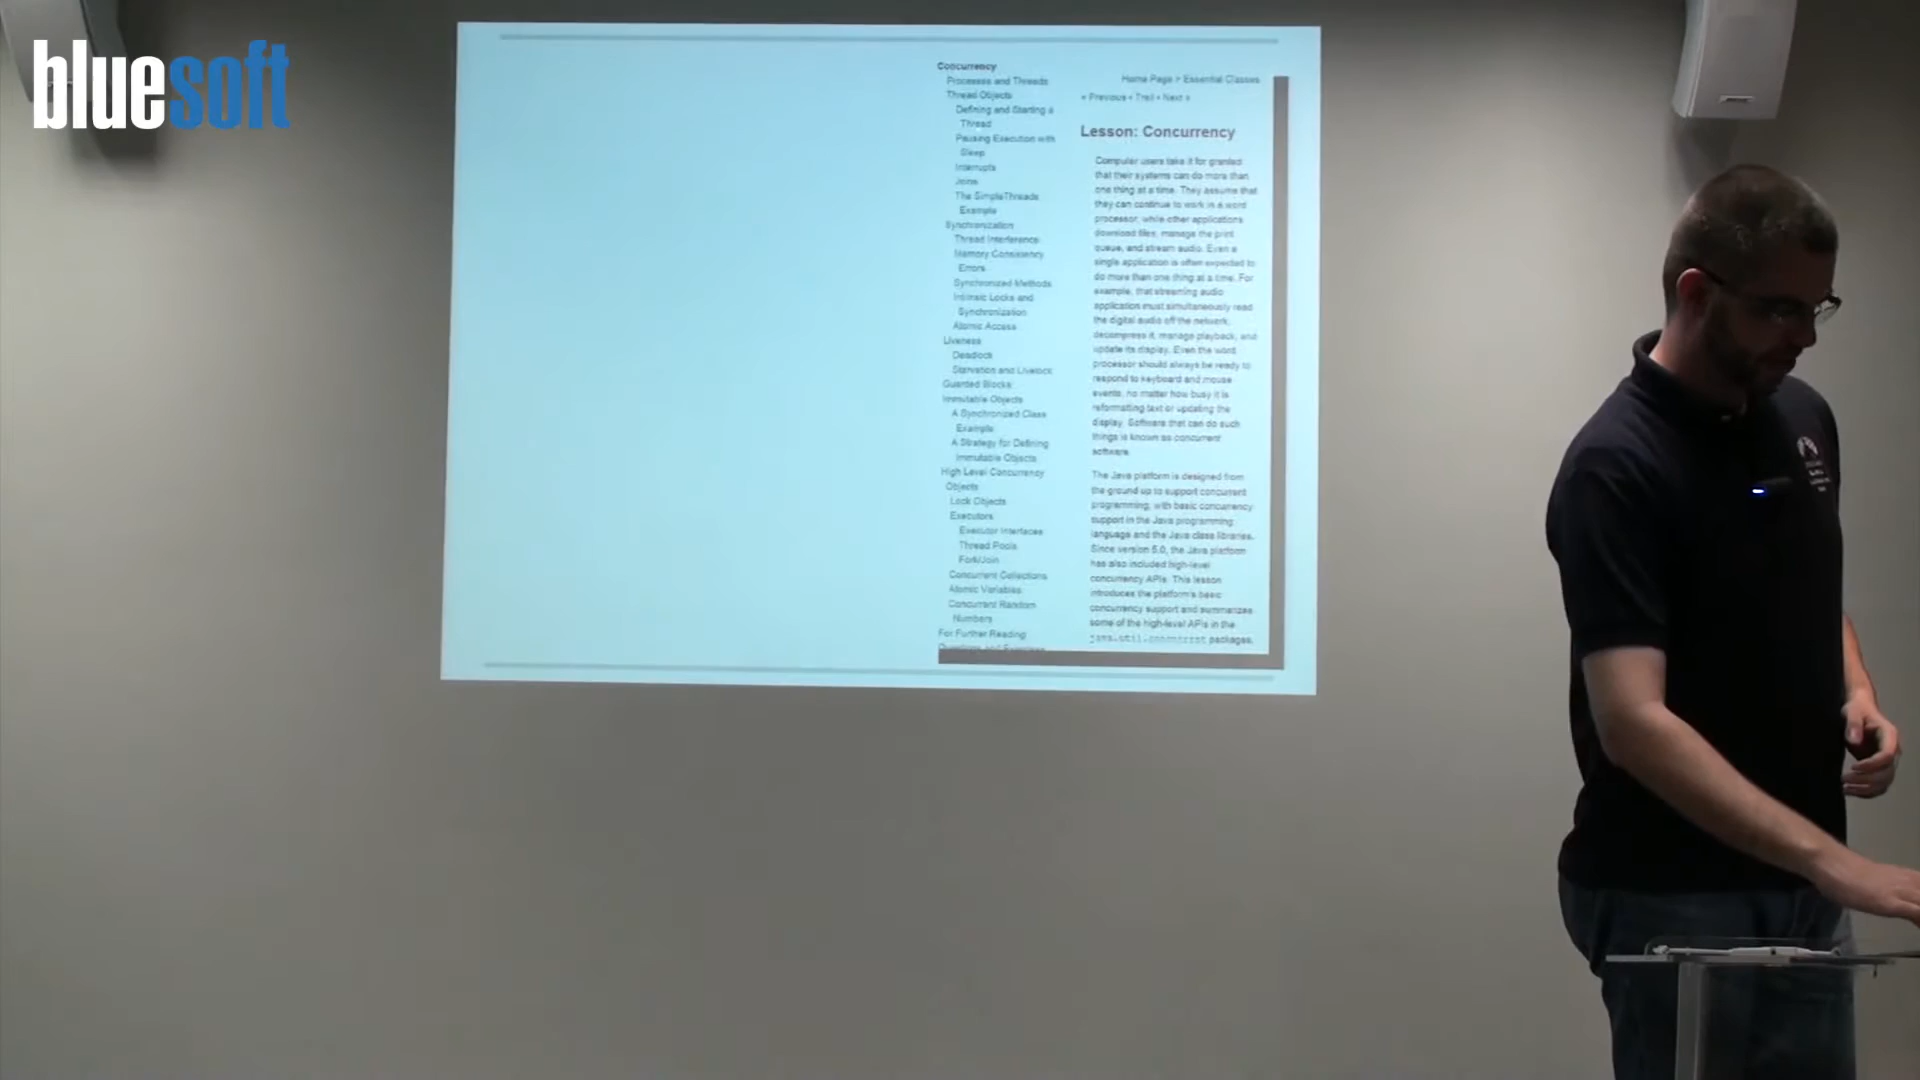 bluesoft
Concurrency
Processes and Threads
Thread Objects
Defining and Starting a
Thread
Pausing Execution with
Sleep
Interrupts
Joins
The SimpleThreads
Example
Synchronization
Thread Interference
Memory Consistency
Errors
Synchronized Methods
Intrinsic Locks and
Synchronization
Atomic Access
Liveness
Deadlock
Starvation and Livelock
Guarded Blocks
Immutable Objects
A Synchronized Class
Example
A Strategy for Defining
Immutable Objects
High Level Concurrency
Objects
Lock Objects
Executors
Executor Interfaces
Thread Pools
Fork/Join
Concurrent Collections
Atomic Variables
Concurrent Random
Numbers
For Further Reading
Questions and Exercises
Home Page > Essential Classes
« Previous • Trail • Next »
Lesson: Concurrency
Computer users take it for granted
that their systems can do more than
one thing at a time. They assume that
they can continue to work in a word
processor, while other applications
download files, manage the print
queue, and stream audio. Even a
single application is often expected to
do more than one thing at a time. For
example, that streaming audio
application must simultaneously read
the digital audio off the network,
decompress it, manage playback, and
update its display. Even the word
processor should always be ready to
respond to keyboard and mouse
events, no matter how busy it is
reformatting text or updating the
display. Software that can do such
things is known as concurrent
software.
The Java platform is designed from
the ground up to support concurrent
programming, with basic concurrency
support in the Java programming
language and the Java class libraries.
Since version 5.0, the Java platform
has also included high-level
concurrency APIs. This lesson
introduces the platform's basic
concurrency support and summarizes
some of the high-level APIs in the
java.util.concurrent packages.